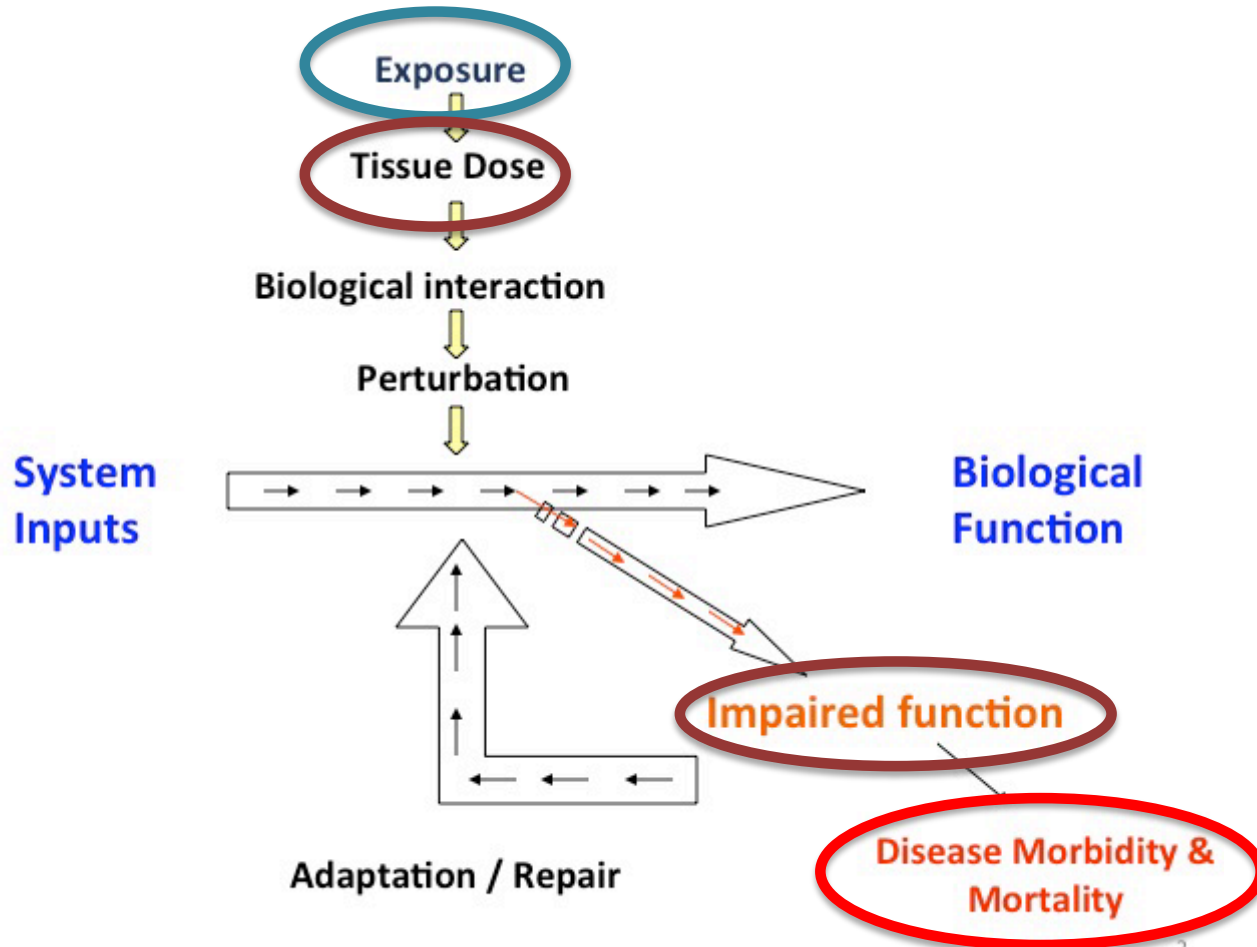 Exposure
Tissue Dose
Biological interaction
Perturbation
System
Inputs
Biological
Function
Impaired function
Adaptation / Repair
Disease Morbidity &
Mortality